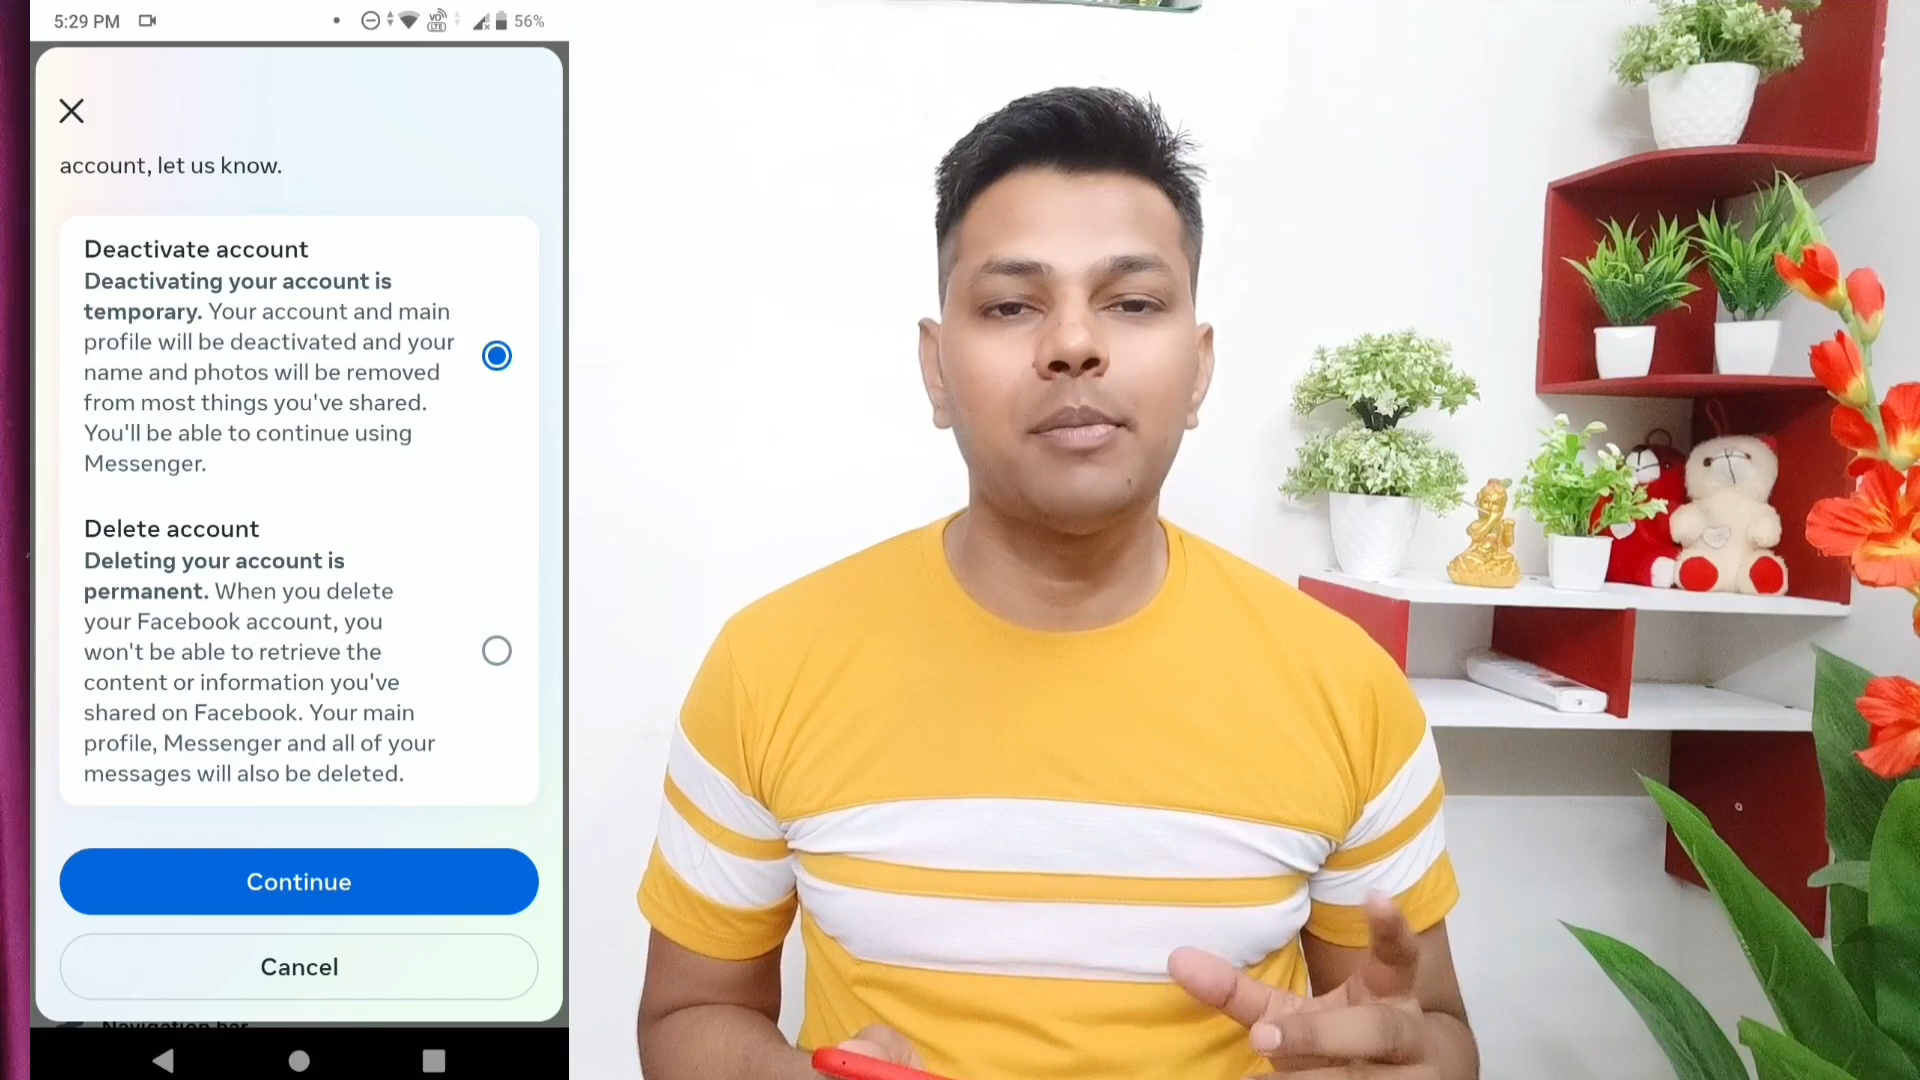 5:29 PM
VO LTE
56%
account, let us know.
Deactivate account
Deactivating your account is
temporary. Your account and main
profile will be deactivated and your
name and photos will be removed
from most things you've shared.
You'll be able to continue using
Messenger.
Delete account
Deleting your account is
permanent. When you delete
your Facebook account, you
won't be able to retrieve the
content or information you've
shared on Facebook. Your main
profile, Messenger and all of your
messages will also be deleted.
Continue
Cancel
Navigation bar